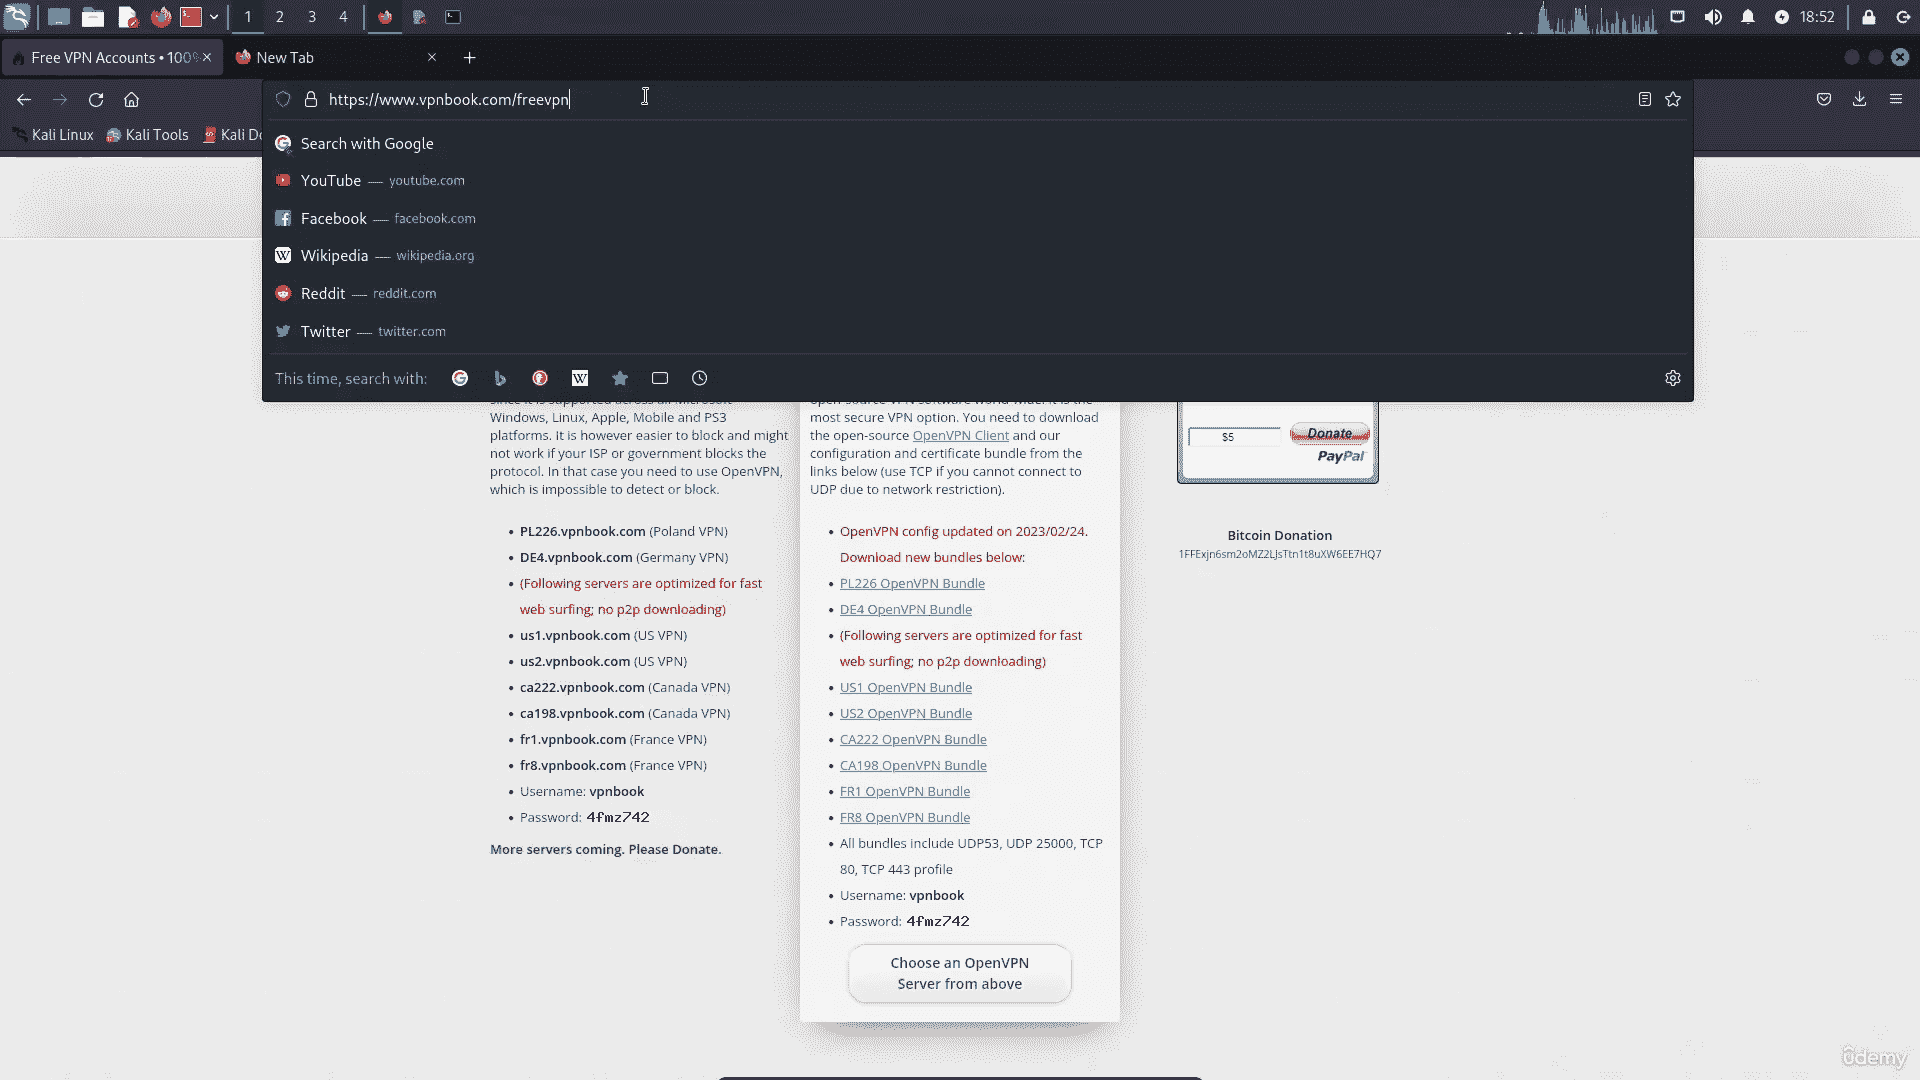 1 2 3 4 18:52
Free VPN Accounts • 100%
New Tab
https://www.vpnbook.com/freevpn
Kali Linux Kali Tools Kali Do
Search with Google
YouTube — youtube.com
Facebook — facebook.com
Wikipedia — wikipedia.org
Reddit — reddit.com
Twitter — twitter.com
This time, search with:
Windows, Linux, Apple, Mobile and PS3
platforms. It is however easier to block and might
not work if your ISP or government blocks the
protocol. In that case you need to use OpenVPN,
which is impossible to detect or block.
• PL226.vpnbook.com (Poland VPN)
• DE4.vpnbook.com (Germany VPN)
• (Following servers are optimized for fast
web surfing; no p2p downloading)
• us1.vpnbook.com (US VPN)
• us2.vpnbook.com (US VPN)
• ca222.vpnbook.com (Canada VPN)
• ca198.vpnbook.com (Canada VPN)
• fr1.vpnbook.com (France VPN)
• fr8.vpnbook.com (France VPN)
• Username: vpnbook
• Password: 4fmz742
More servers coming. Please Donate.
most secure VPN option. You need to download
the open-source OpenVPN Client and our
configuration and certificate bundle from the
links below (use TCP if you cannot connect to
UDP due to network restriction).
• OpenVPN config updated on 2023/02/24.
Download new bundles below:
• PL226 OpenVPN Bundle
• DE4 OpenVPN Bundle
• (Following servers are optimized for fast
web surfing; no p2p downloading)
• US1 OpenVPN Bundle
• US2 OpenVPN Bundle
• CA222 OpenVPN Bundle
• CA198 OpenVPN Bundle
• FR1 OpenVPN Bundle
• FR8 OpenVPN Bundle
• All bundles include UDP53, UDP 25000, TCP
80, TCP 443 profile
• Username: vpnbook
• Password: 4fmz742
Choose an OpenVPN
Server from above
$5
Donate
PayPal
Bitcoin Donation
1FFExjn6sm2oMZ2LJsTtn1t8uXW6EE7HQ7
ûdemy